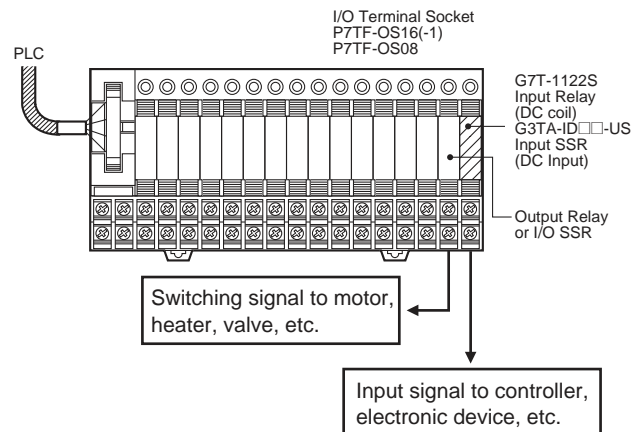 I/O Terminal Socket
P7TF-OS16(-1)
P7TF-OS08
PLC
G7T-1122S
Input Relay
(DC coil)
G3TA-ID□□-US
Input SSR
(DC Input)
Output Relay
or I/O SSR
Switching signal to motor,
heater, valve, etc.
Input signal to controller,
electronic device, etc.